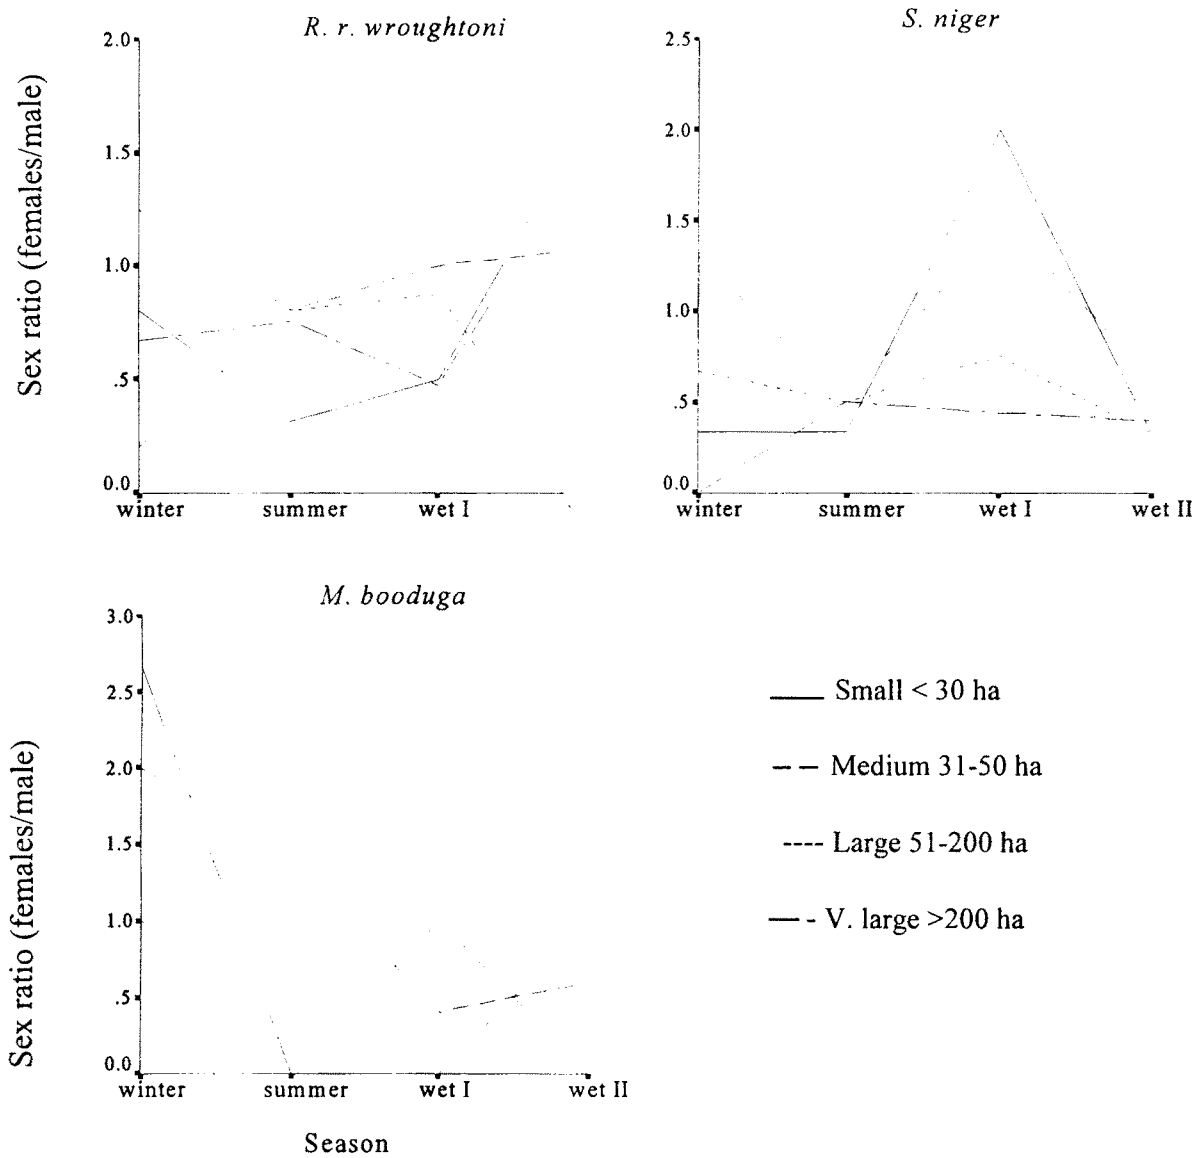 R. r. wroughtoni
Sex ratio (females/male)
2.0
1.5
1.0
.5
0.0
winter summer wet I
S. niger
2.5
2.0
1.5
1.0
.5
0.0
winter summer wet I wet II
M. booduga
Sex ratio (females/male)
3.0
2.5
2.0
1.5
1.0
.5
0.0
winter summer wet I wet II
Season
Small < 30 ha
Medium 31-50 ha
Large 51-200 ha
V. large >200 ha